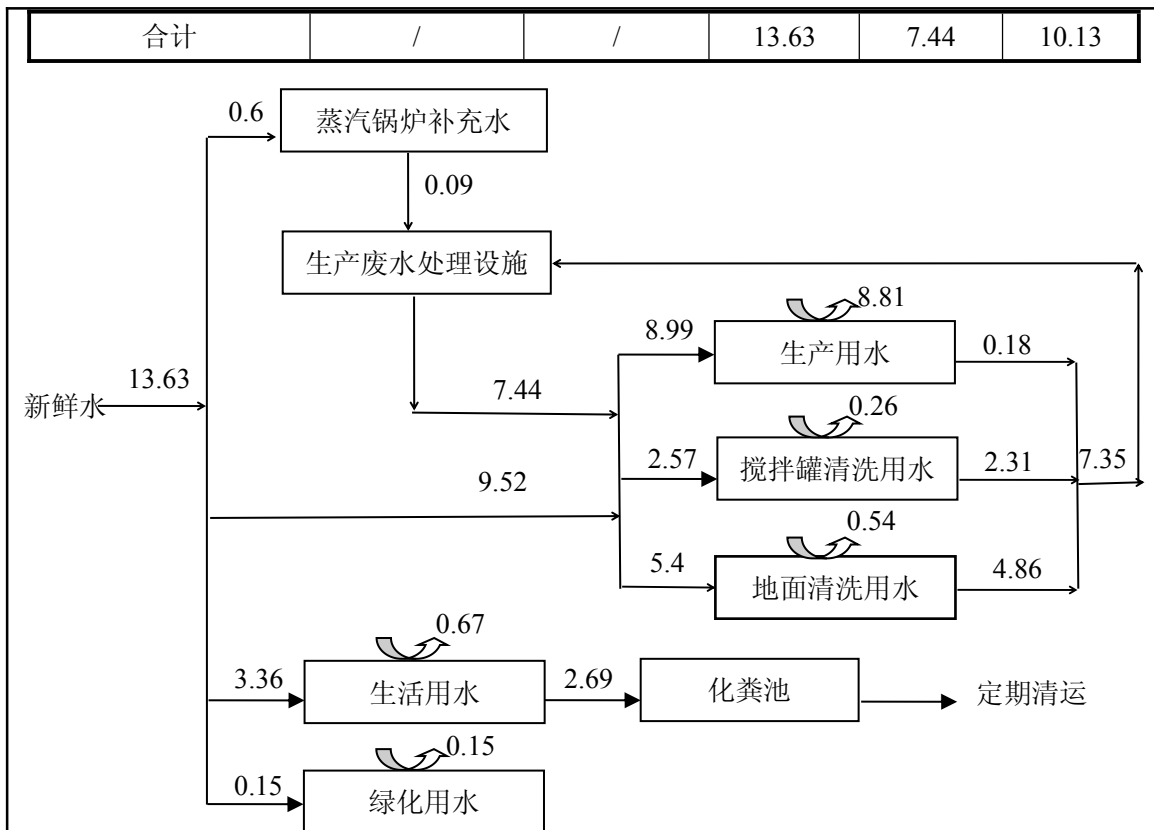 合计 / / 13.63 7.44 10.13
0.6
蒸汽锅炉补充水
0.09
生产废水处理设施
8.81
8.99
生产用水
0.18
13.63
新鲜水
7.44
0.26
2.57
搅拌罐清洗用水
2.31
7.35
9.52
0.54
5.4
地面清洗用水
4.86
0.67
3.36
生活用水
2.69
化粪池
定期清运
0.15
0.15
绿化用水